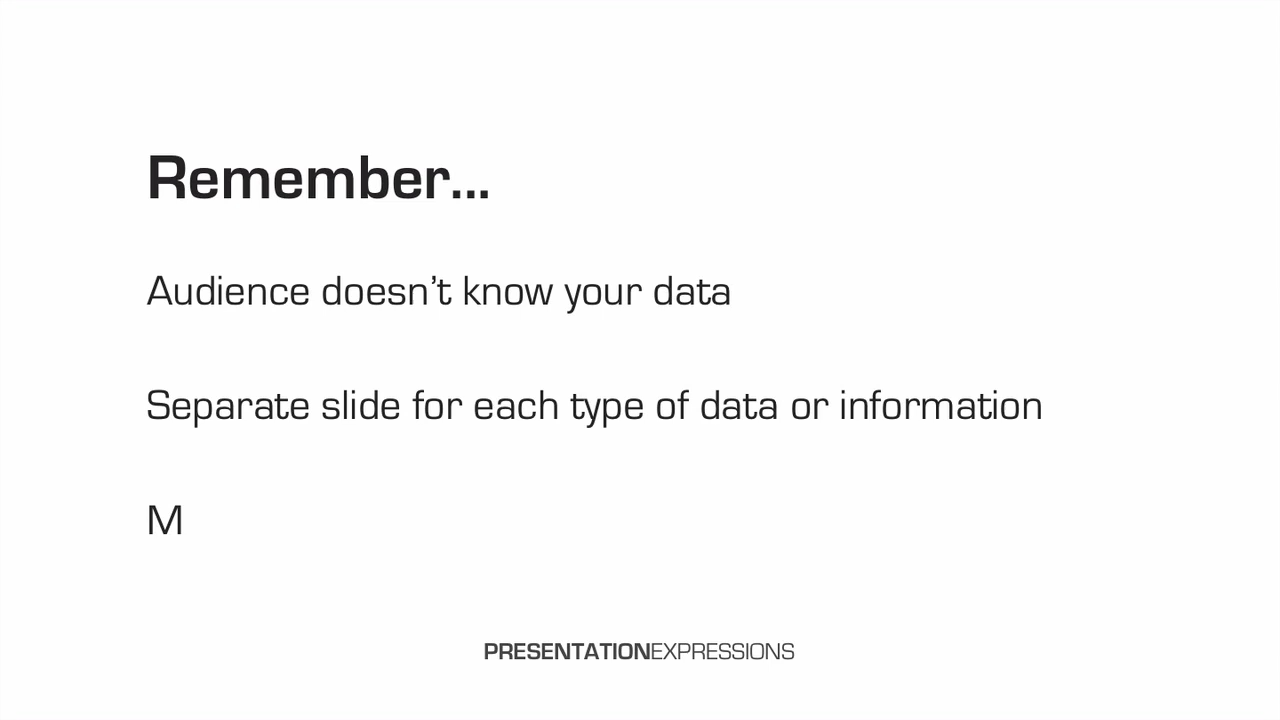 Remember...
Audience doesn’t know your data
Separate slide for each type of data or information
M
PRESENTATIONEXPRESSIONS